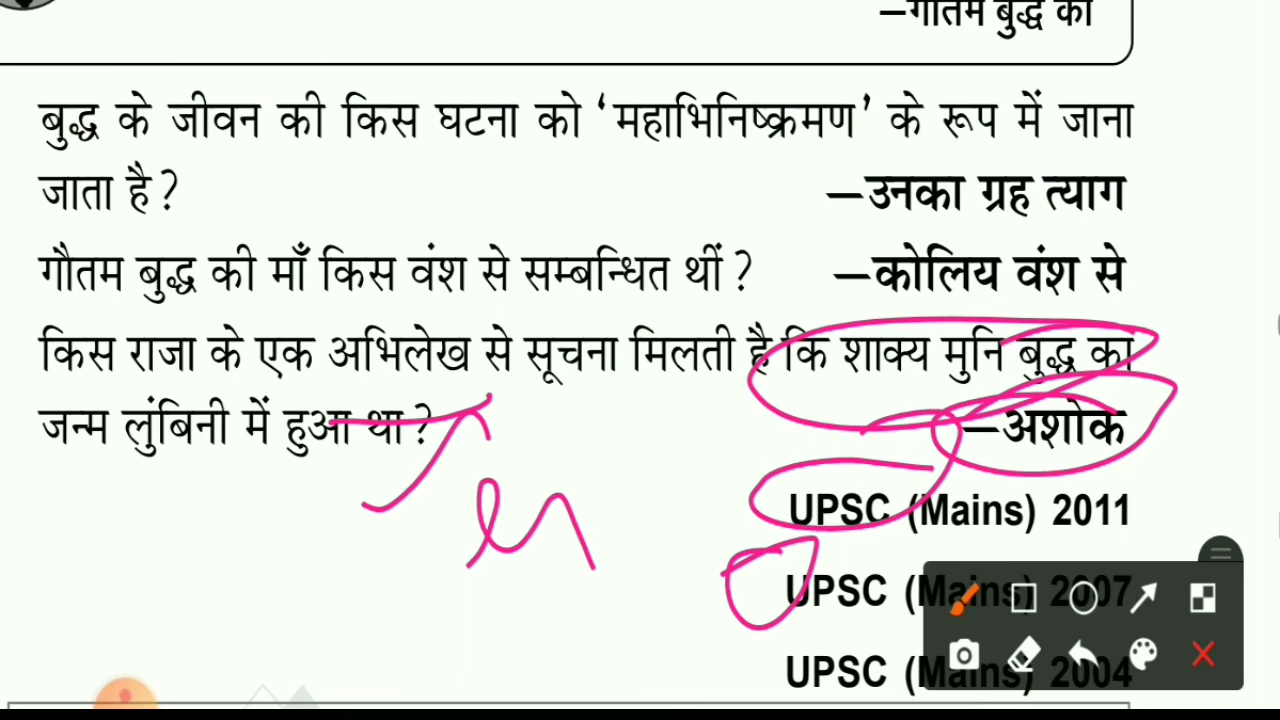 —गौतम बुद्ध की
बुद्ध के जीवन की किस घटना को ‘महाभिनिष्क्रमण’ के रूप में जाना
जाता है? —उनका ग्रह त्याग
गौतम बुद्ध की माँ किस वंश से सम्बन्धित थीं? —कोलिय वंश से
किस राजा के एक अभिलेख से सूचना मिलती है कि शाक्य मुनि बुद्ध का
जन्म लुंबिनी में हुआ था? —अशोक
UPSC (Mains) 2011
UPSC (Mains) 2007
UPSC (Mains) 2004